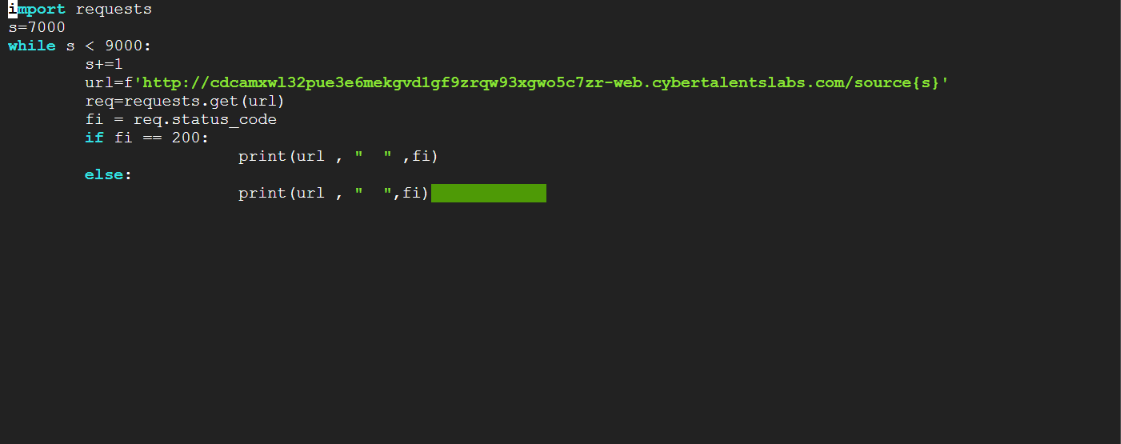 import requests
s=7000
while s < 9000:
        s+=1
        url=f'http://cdcamxwl32pue3e6mekgvd1gf9zrqw93xgwo5c7zr-web.cybertalentslabs.com/source{s}'
        req=requests.get(url)
        fi = req.status_code
        if fi == 200:
                        print(url , "  " ,fi)
        else:
                        print(url , "  ",fi)